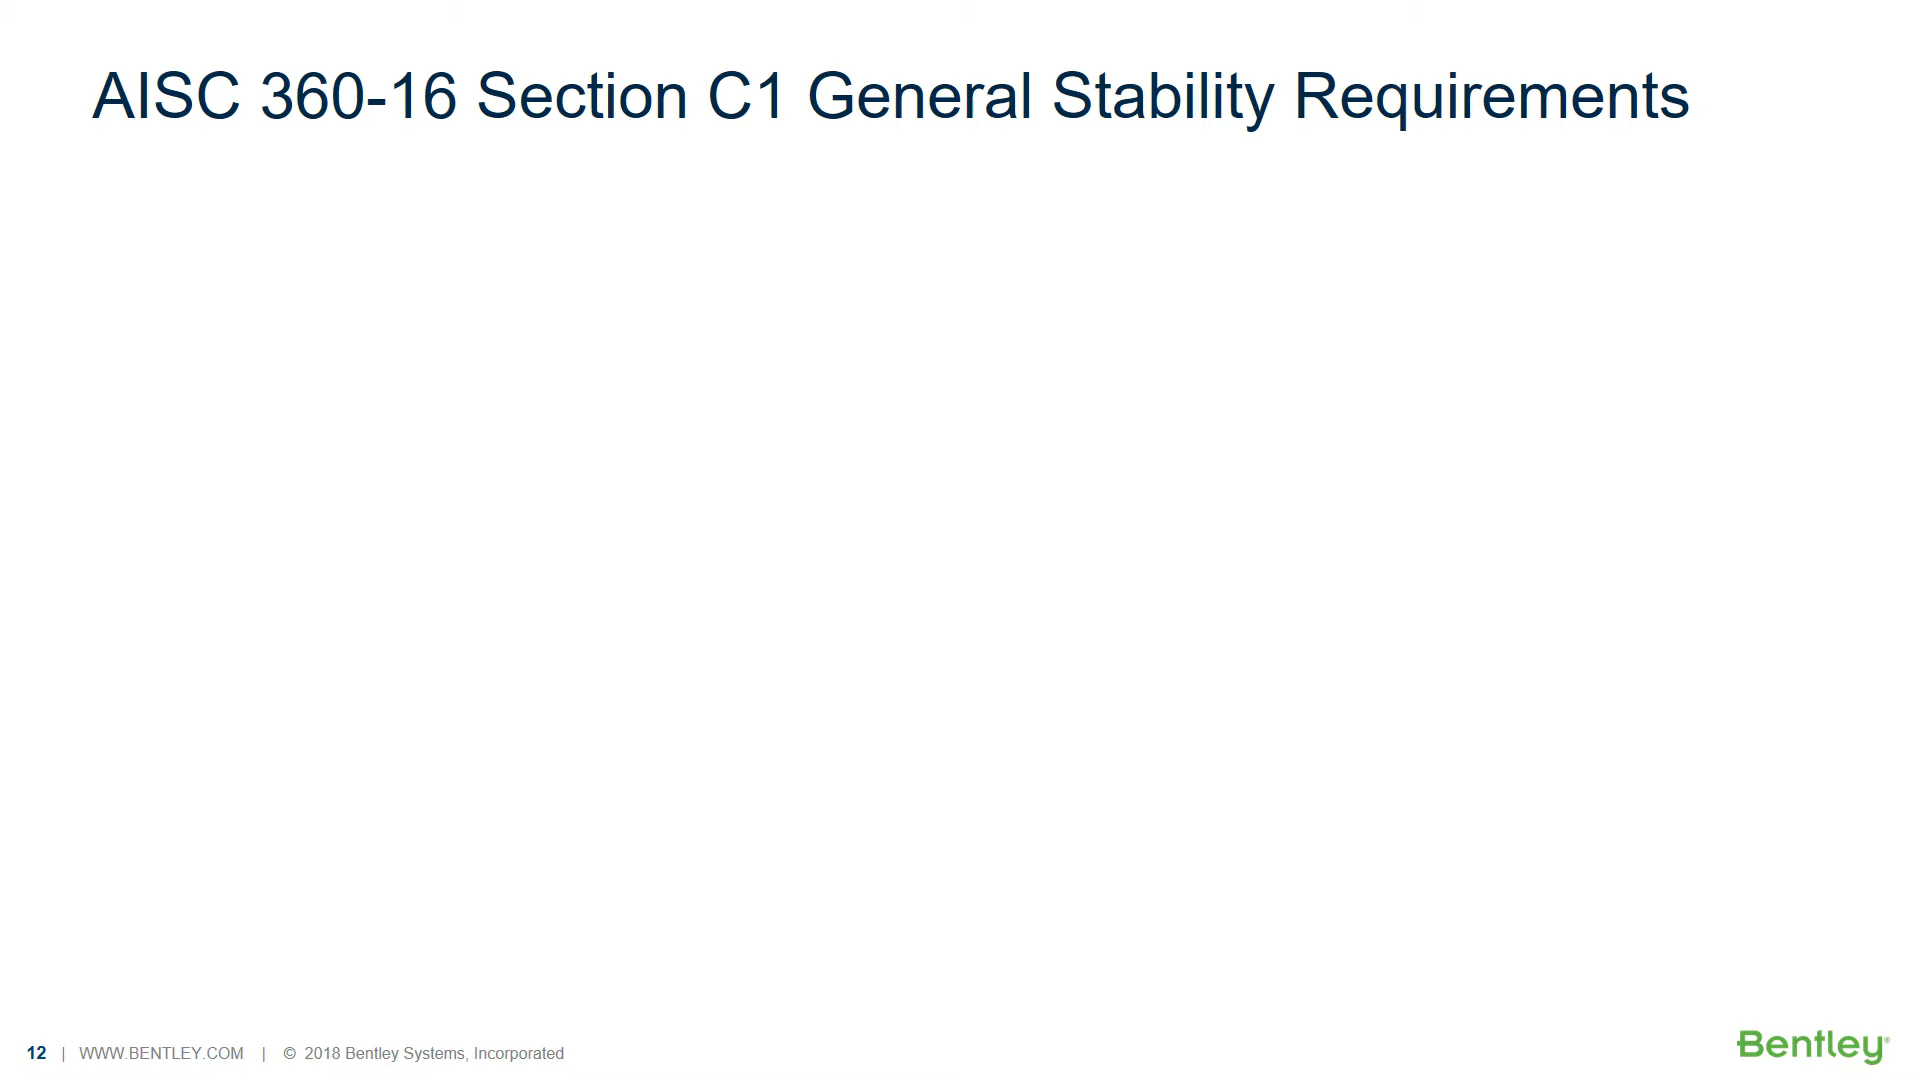 AISC 360-16 Section C1 General Stability Requirements
12 | WWW.BENTLEY.COM | © 2018 Bentley Systems, Incorporated
Bentley®